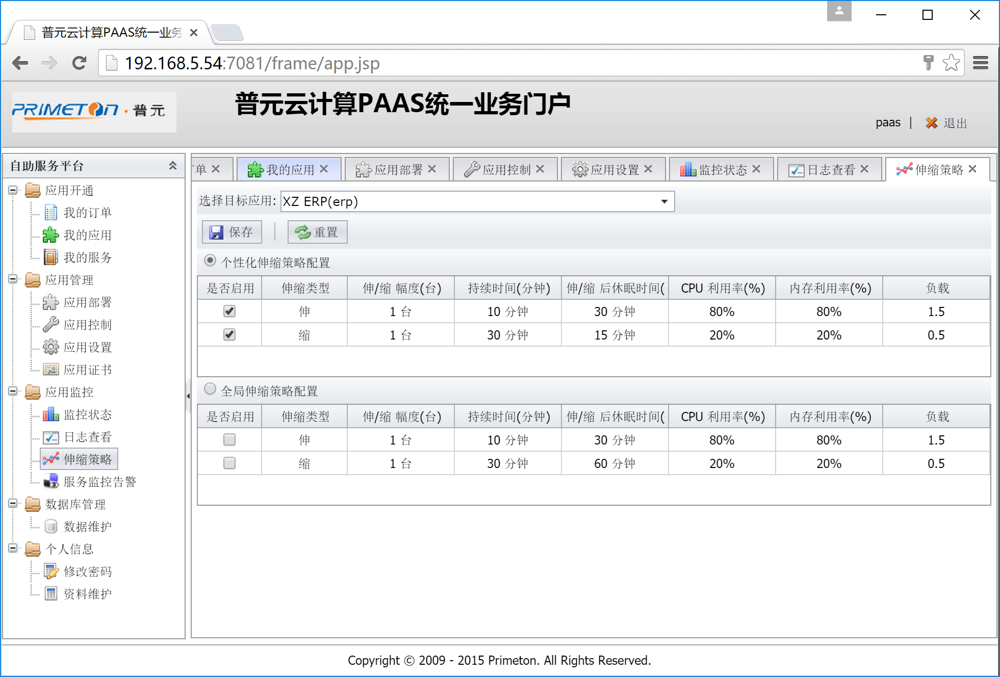 普元云计算PAAS统一业务
192.168.5.54:7081/frame/app.jsp
PRIMETON·普元
普元云计算PAAS统一业务门户
paas | 退出
自助服务平台
应用开通
我的订单
我的应用
我的服务
应用管理
应用部署
应用控制
应用设置
应用证书
应用监控
监控状态
日志查看
伸缩策略
服务监控告警
数据库管理
数据维护
个人信息
修改密码
资料维护
单 我的应用 应用部署 应用控制 应用设置 监控状态 日志查看 伸缩策略
选择目标应用: XZ ERP(erp)
保存 重置
个性化伸缩策略配置
是否启用 伸缩类型 伸/缩 幅度(台) 持续时间(分钟) 伸/缩 后休眠时间( CPU 利用率(%) 内存利用率(%) 负载
伸 1 台 10 分钟 30 分钟 80% 80% 1.5
缩 1 台 30 分钟 15 分钟 20% 20% 0.5
全局伸缩策略配置
是否启用 伸缩类型 伸/缩 幅度(台) 持续时间(分钟) 伸/缩 后休眠时间( CPU 利用率(%) 内存利用率(%) 负载
伸 1 台 10 分钟 30 分钟 80% 80% 1.5
缩 1 台 30 分钟 60 分钟 20% 20% 0.5
Copyright © 2009 - 2015 Primeton. All Rights Reserved.